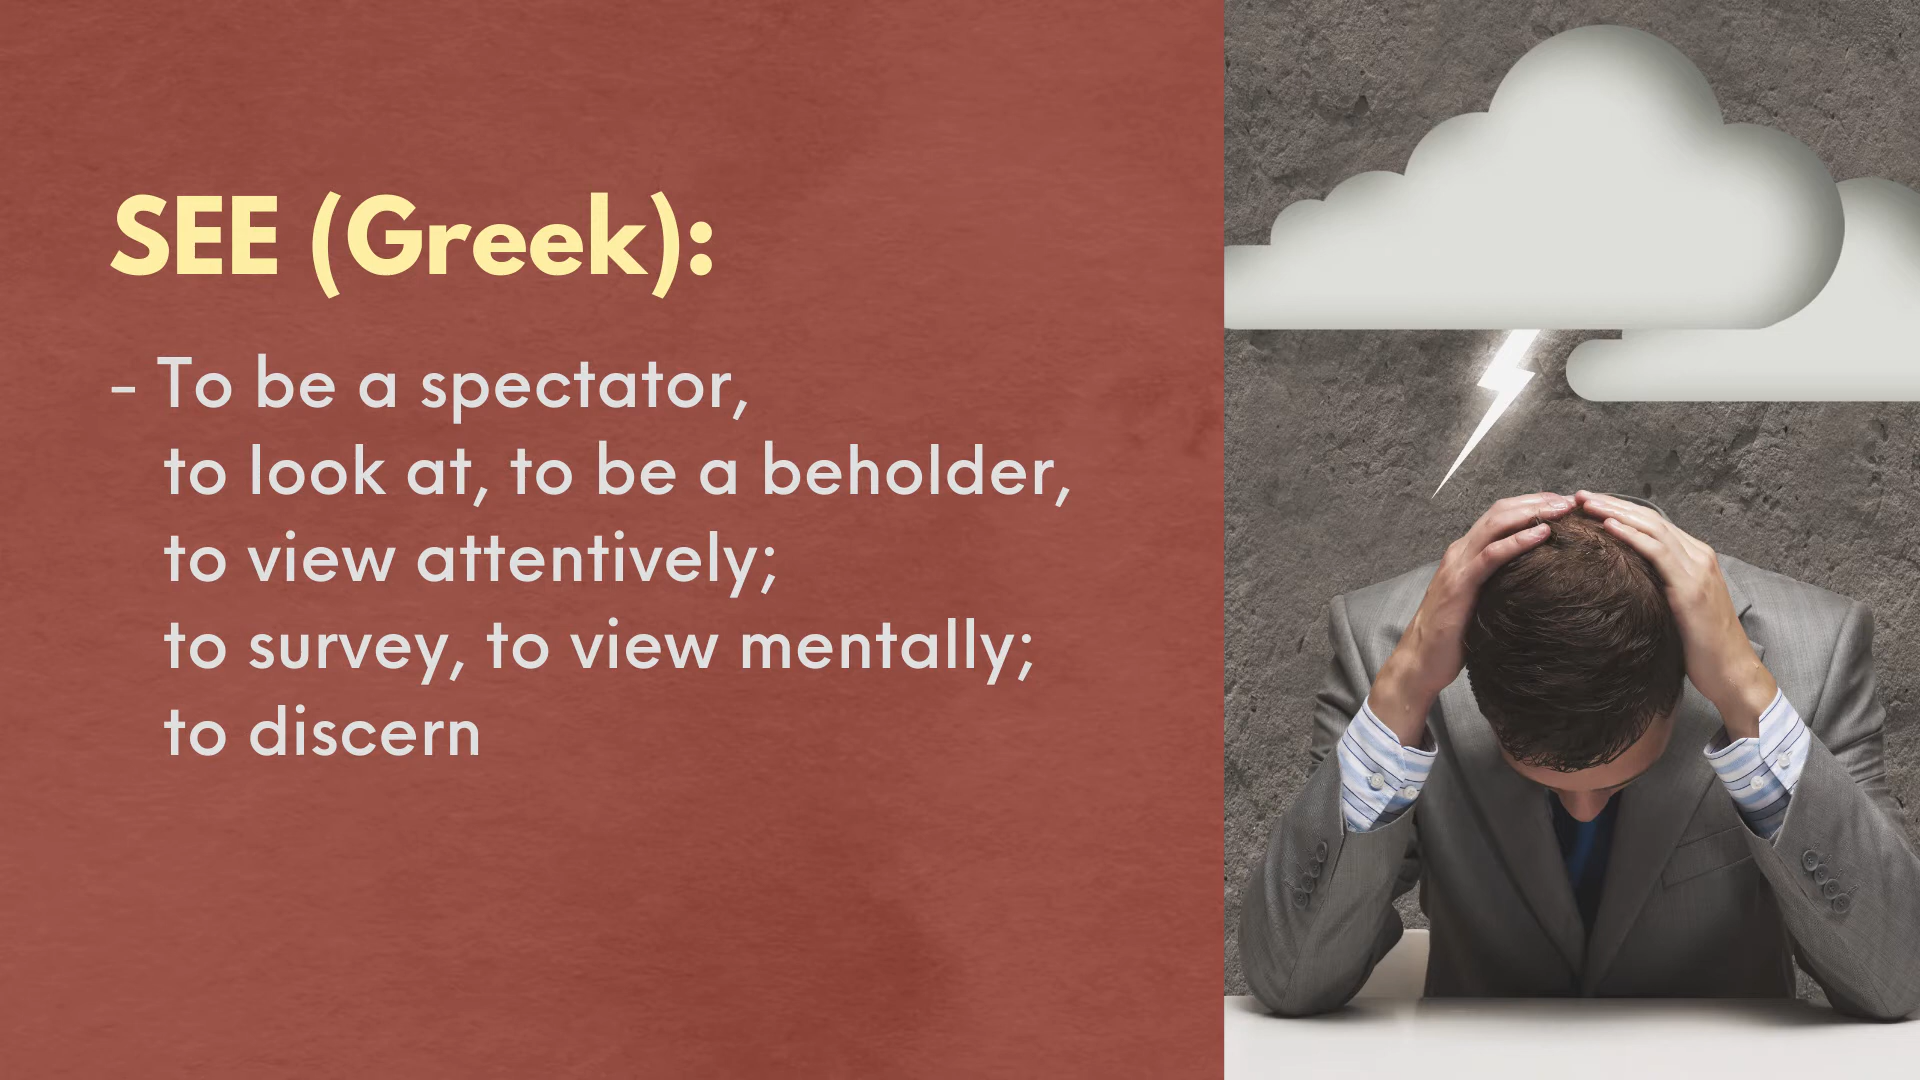 SEE (Greek):
- To be a spectator,
to look at, to be a beholder,
to view attentively;
to survey, to view mentally;
to discern